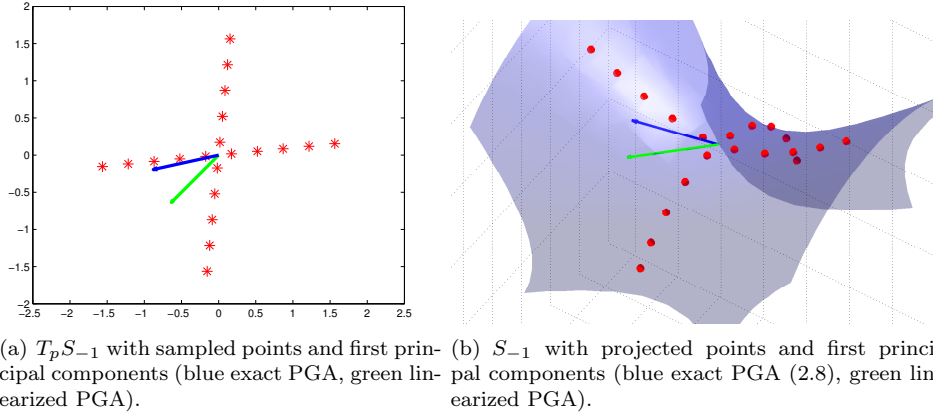 2
1.5
1
0.5
0
−0.5
−1
−1.5
−2
−2.5 −2 −1.5 −1 −0.5 0 0.5 1 1.5 2 2.5
(a) TpS−1 with sampled points and first prin-
cipal components (blue exact PGA, green lin-
earized PGA).
(b) S−1 with projected points and first princi-
pal components (blue exact PGA (2.8), green lin-
earized PGA).